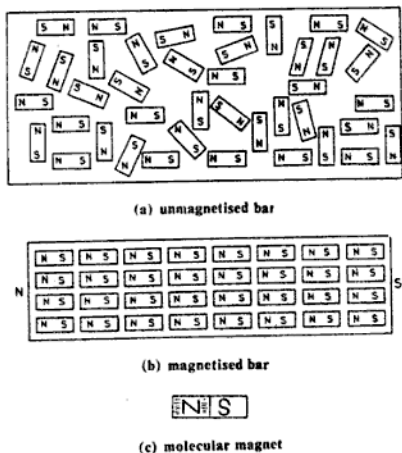 S N N S N S
S N S N
N S S N N S S N N S N S N S
N S S N N S N S
S N N S S N
N S N S N S N S N S N S
N S N S S N N S S N N S S N N S
N S N S N S N S N S N S
(a) unmagnetised bar
N S N S N S N S N S N S N S N S
N S N S N S N S N S N S N S N S
N S
N S N S N S N S N S N S N S N S
N S N S N S N S N S N S N S N S
(b) magnetised bar
N S
(c) molecular magnet